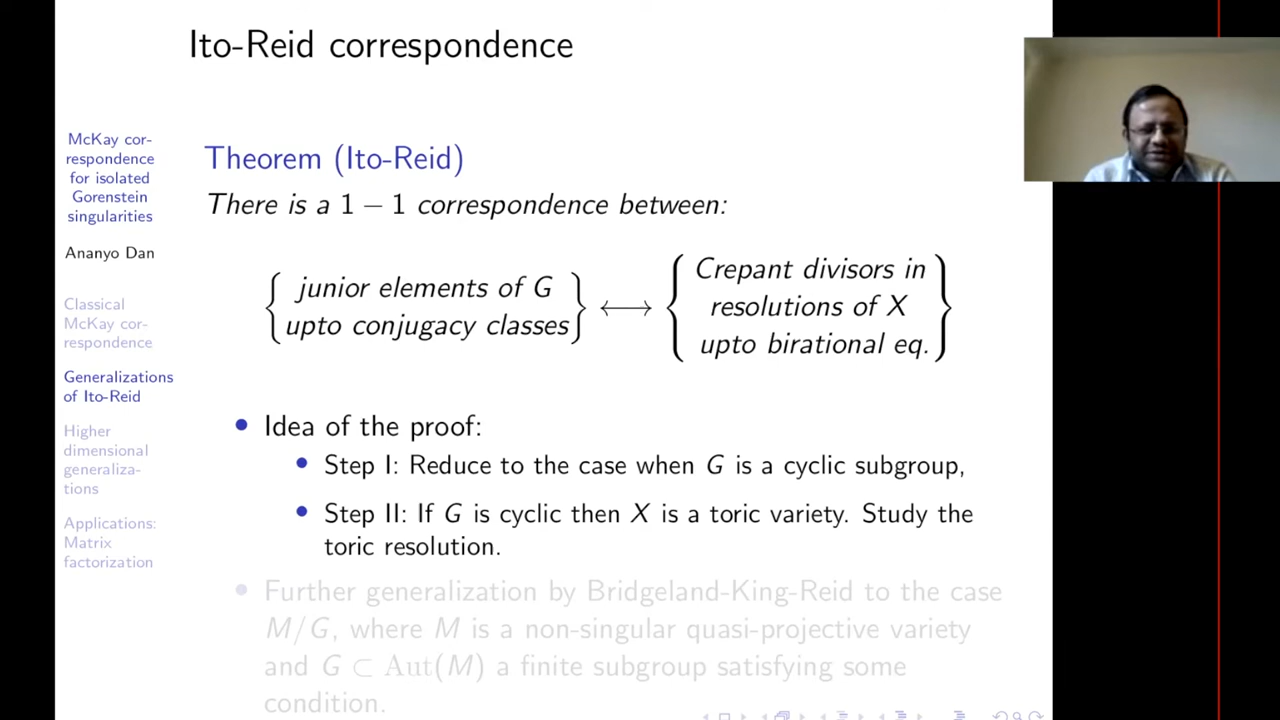 Ito-Reid correspondence
McKay cor-
respondence
for isolated
Gorenstein
singularities
Ananyo Dan
Classical
McKay cor-
respondence
Generalizations
of Ito-Reid
Higher
dimensional
generaliza-
tions
Applications:
Matrix
factorization
Theorem (Ito-Reid)
There is a 1 − 1 correspondence between:
{ junior elements of G
upto conjugacy classes } ⟷ { Crepant divisors in
resolutions of X
upto birational eq. }
• Idea of the proof:
• Step I: Reduce to the case when G is a cyclic subgroup,
• Step II: If G is cyclic then X is a toric variety. Study the
toric resolution.
• Further generalization by Bridgeland-King-Reid to the case
M/G, where M is a non-singular quasi-projective variety
and G ⊂ Aut(M) a finite subgroup satisfying some
condition.